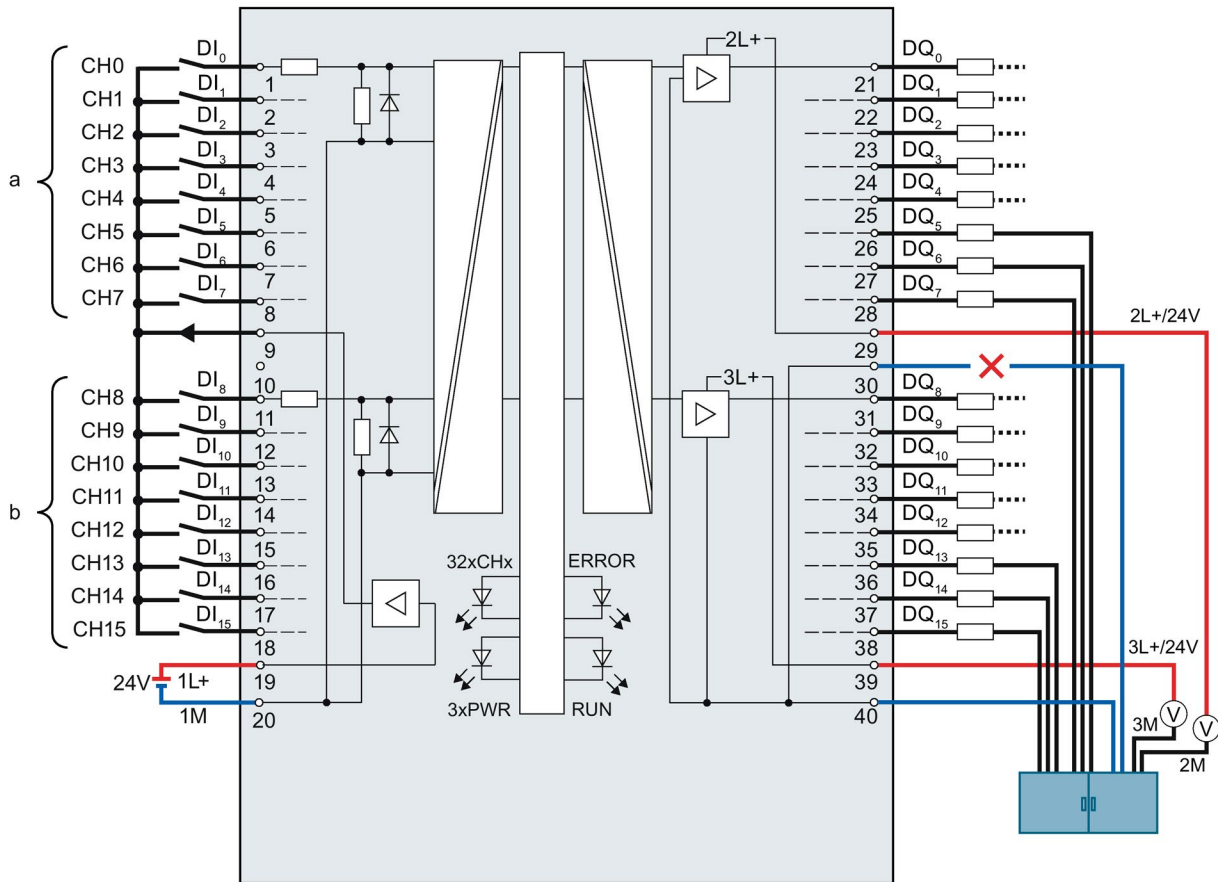 a
CH0
CH1
CH2
CH3
CH4
CH5
CH6
CH7
DI0
DI1
DI2
DI3
DI4
DI5
DI6
DI7
1
2
3
4
5
6
7
8
9
10
b
CH8
CH9
CH10
CH11
CH12
CH13
CH14
CH15
DI8
DI9
DI10
DI11
DI12
DI13
DI14
DI15
11
12
13
14
15
16
17
18
19
20
24V
1L+
1M
2L+
3L+
32xCHx
ERROR
3xPWR
RUN
DQ0
DQ1
DQ2
DQ3
DQ4
DQ5
DQ6
DQ7
21
22
23
24
25
26
27
28
29
30
2L+/24V
DQ8
DQ9
DQ10
DQ11
DQ12
DQ13
DQ14
DQ15
31
32
33
34
35
36
37
38
39
40
3L+/24V
V
V
3M
2M